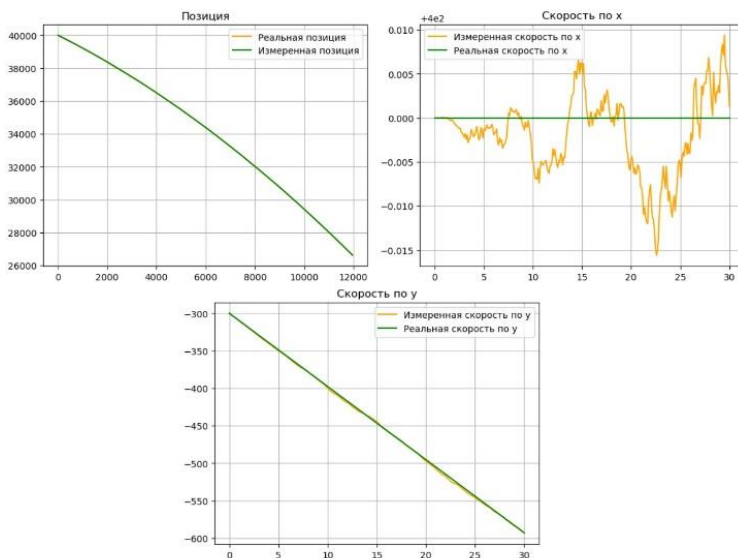 Позиция
40000
38000
36000
34000
32000
30000
28000
26000
0 2000 4000 6000 8000 10000 12000
Реальная позиция
Измеренная позиция
Скорость по x
+4e2
0.010
0.005
0.000
−0.005
−0.010
−0.015
0 5 10 15 20 25 30
Измеренная скорость по x
Реальная скорость по x
Скорость по y
−300
−350
−400
−450
−500
−550
−600
0 5 10 15 20 25 30
Измеренная скорость по y
Реальная скорость по y